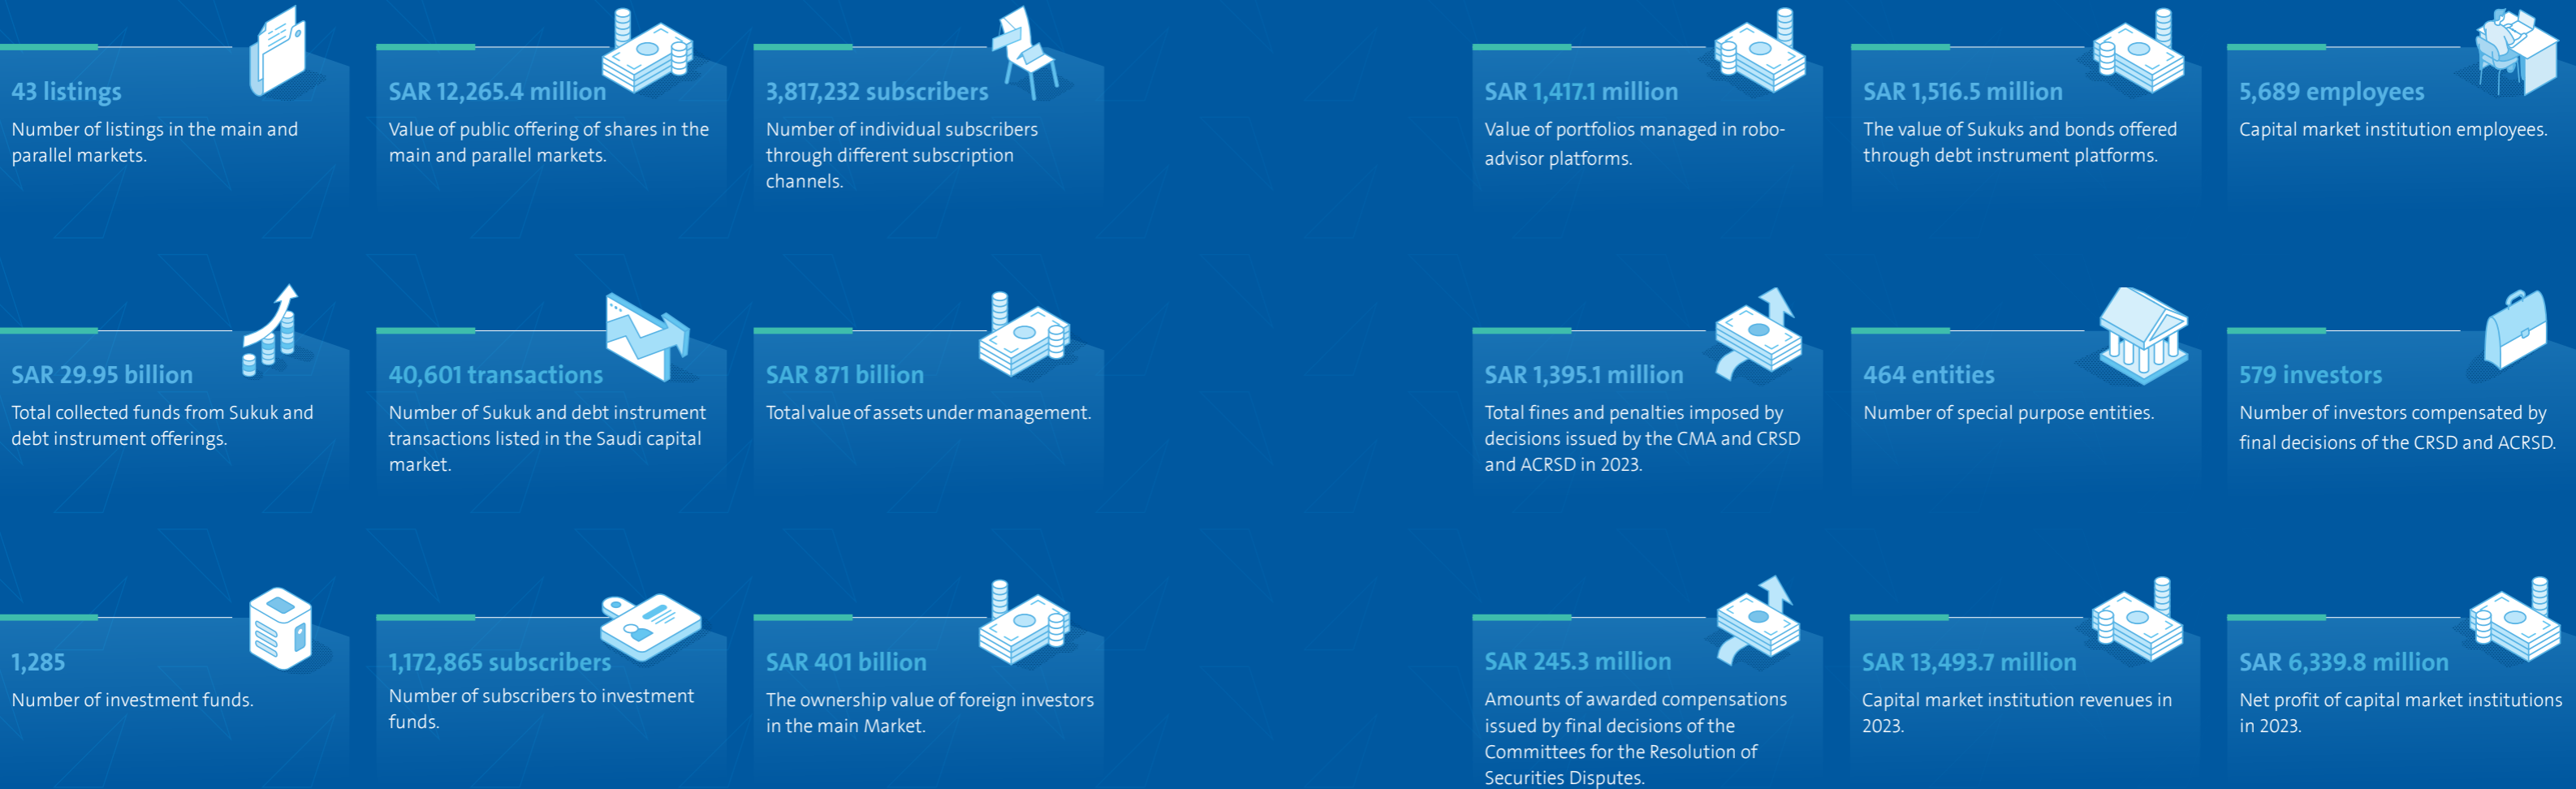 43 listings
Number of listings in the main and
parallel markets.
SAR 12,265.4 million
Value of public offering of shares in the
main and parallel markets.
3,817,232 subscribers
Number of individual subscribers
through different subscription
channels.
SAR 1,417.1 million
Value of portfolios managed in robo-
advisor platforms.
SAR 1,516.5 million
The value of Sukuks and bonds offered
through debt instrument platforms.
5,689 employees
Capital market institution employees.
SAR 29.95 billion
Total collected funds from Sukuk and
debt instrument offerings.
40,601 transactions
Number of Sukuk and debt instrument
transactions listed in the Saudi capital
market.
SAR 871 billion
Total value of assets under management.
SAR 1,395.1 million
Total fines and penalties imposed by
decisions issued by the CMA and CRSD
and ACRSD in 2023.
464 entities
Number of special purpose entities.
579 investors
Number of investors compensated by
final decisions of the CRSD and ACRSD.
1,285
Number of investment funds.
1,172,865 subscribers
Number of subscribers to investment
funds.
SAR 401 billion
The ownership value of foreign investors
in the main Market.
SAR 245.3 million
Amounts of awarded compensations
issued by final decisions of the
Committees for the Resolution of
Securities Disputes.
SAR 13,493.7 million
Capital market institution revenues in
2023.
SAR 6,339.8 million
Net profit of capital market institutions
in 2023.